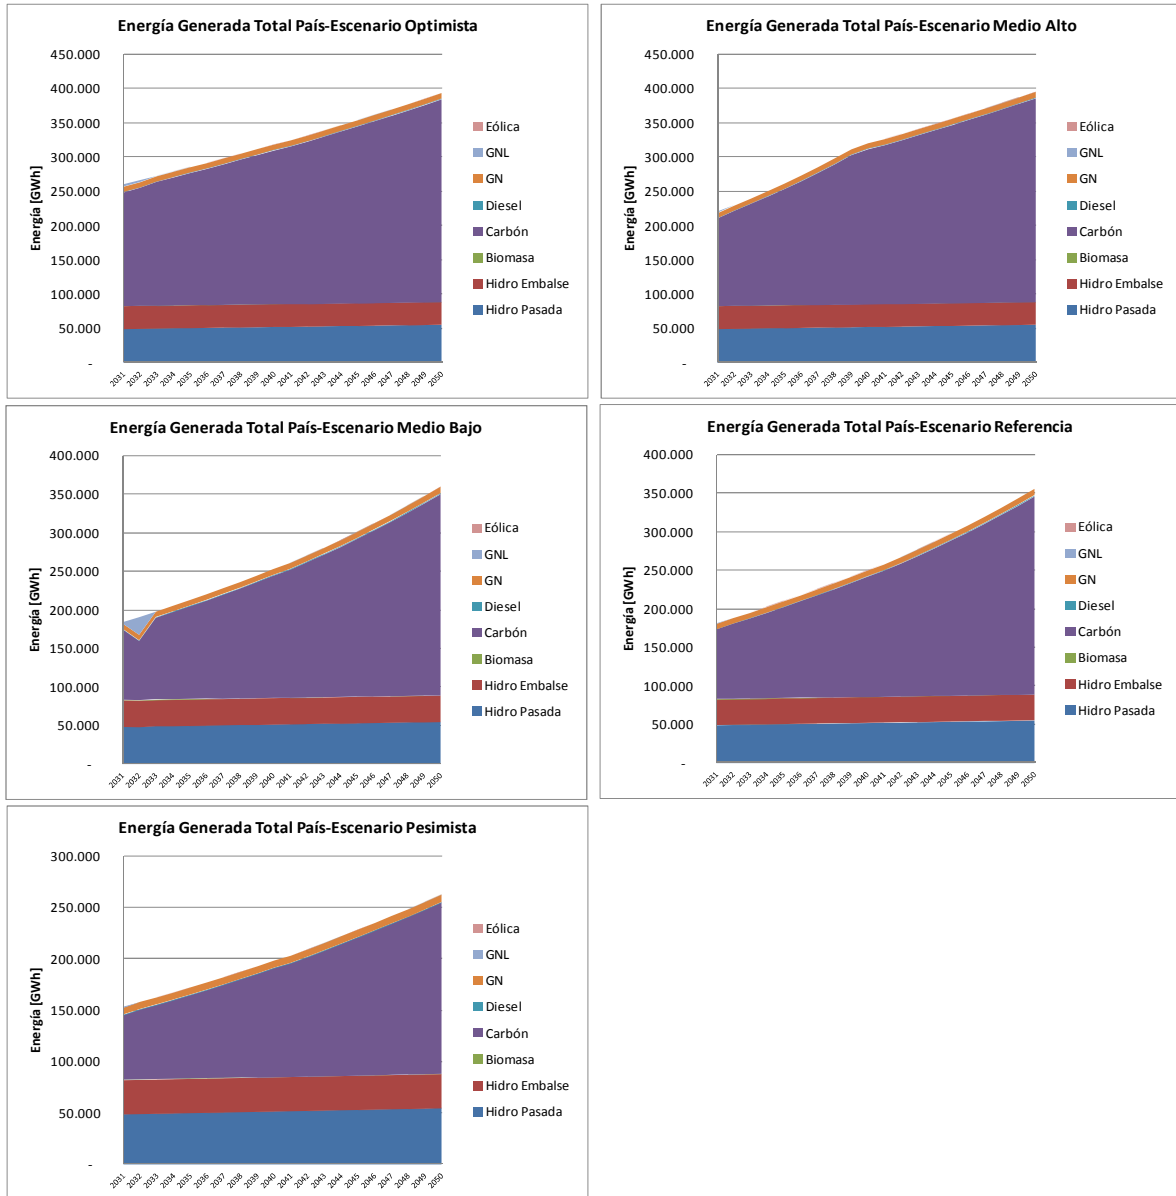 Energía Generada Total País-Escenario Optimista
Energía [GWh]
450.000
400.000
350.000
300.000
250.000
200.000
150.000
100.000
50.000
-
2031 2032 2033 2034 2035 2036 2037 2038 2039 2040 2041 2042 2043 2044 2045 2046 2047 2048 2049 2050
Eólica
GNL
GN
Diesel
Carbón
Biomasa
Hidro Embalse
Hidro Pasada
Energía Generada Total País-Escenario Medio Alto
Energía [GWh]
450.000
400.000
350.000
300.000
250.000
200.000
150.000
100.000
50.000
-
2031 2032 2033 2034 2035 2036 2037 2038 2039 2040 2041 2042 2043 2044 2045 2046 2047 2048 2049 2050
Eólica
GNL
GN
Diesel
Carbón
Biomasa
Hidro Embalse
Hidro Pasada
Energía Generada Total País-Escenario Medio Bajo
Energía [GWh]
400.000
350.000
300.000
250.000
200.000
150.000
100.000
50.000
-
2031 2032 2033 2034 2035 2036 2037 2038 2039 2040 2041 2042 2043 2044 2045 2046 2047 2048 2049 2050
Eólica
GNL
GN
Diesel
Carbón
Biomasa
Hidro Embalse
Hidro Pasada
Energía Generada Total País-Escenario Referencia
Energía [GWh]
400.000
350.000
300.000
250.000
200.000
150.000
100.000
50.000
-
2031 2032 2033 2034 2035 2036 2037 2038 2039 2040 2041 2042 2043 2044 2045 2046 2047 2048 2049 2050
Eólica
GNL
GN
Diesel
Carbón
Biomasa
Hidro Embalse
Hidro Pasada
Energía Generada Total País-Escenario Pesimista
Energía [GWh]
300.000
250.000
200.000
150.000
100.000
50.000
-
2031 2032 2033 2034 2035 2036 2037 2038 2039 2040 2041 2042 2043 2044 2045 2046 2047 2048 2049 2050
Eólica
GNL
GN
Diesel
Carbón
Biomasa
Hidro Embalse
Hidro Pasada